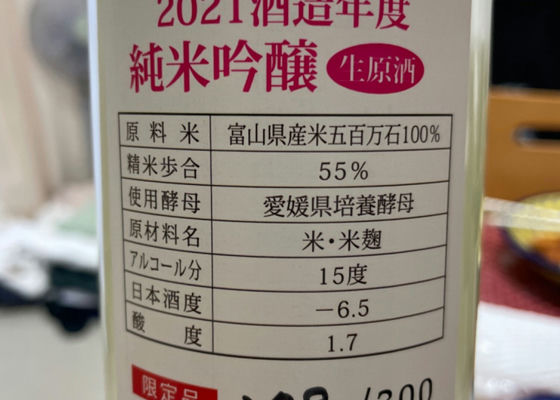 2021酒造年度
純米吟醸 生原酒
原料米 富山県産米五百万石100%
精米歩合 55%
使用酵母 愛媛県培養酵母
原材料名 米・米麹
アルコール分 15度
日本酒度 −6.5
酸度 1.7
限定品
/300